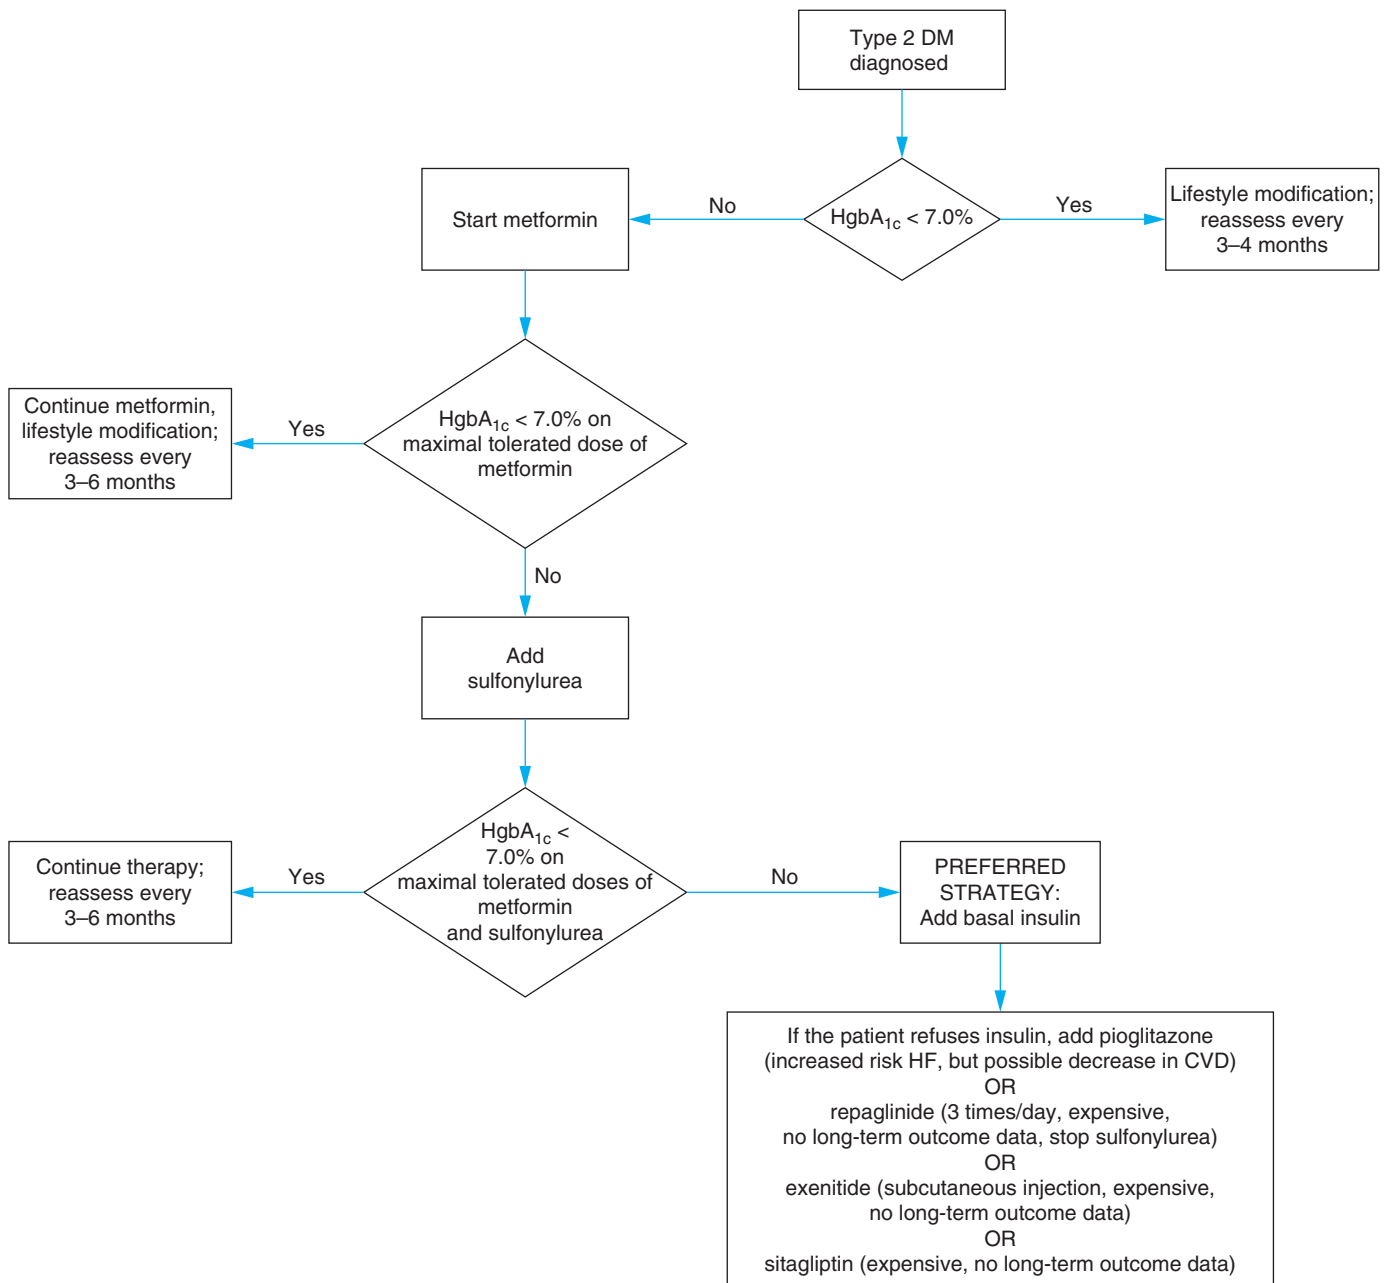 Type 2 DM
diagnosed
Start metformin
No
HgbA1c < 7.0%
Yes
Lifestyle modification;
reassess every
3–4 months
Continue metformin,
lifestyle modification;
reassess every
3–6 months
Yes
HgbA1c < 7.0% on
maximal tolerated dose of
metformin
No
Add
sulfonylurea
Continue therapy;
reassess every
3–6 months
Yes
HgbA1c <
7.0% on
maximal tolerated doses of
metformin
and sulfonylurea
No
PREFERRED
STRATEGY:
Add basal insulin
If the patient refuses insulin, add pioglitazone
(increased risk HF, but possible decrease in CVD)
OR
repaglinide (3 times/day, expensive,
no long-term outcome data, stop sulfonylurea)
OR
exenitide (subcutaneous injection, expensive,
no long-term outcome data)
OR
sitagliptin (expensive, no long-term outcome data)